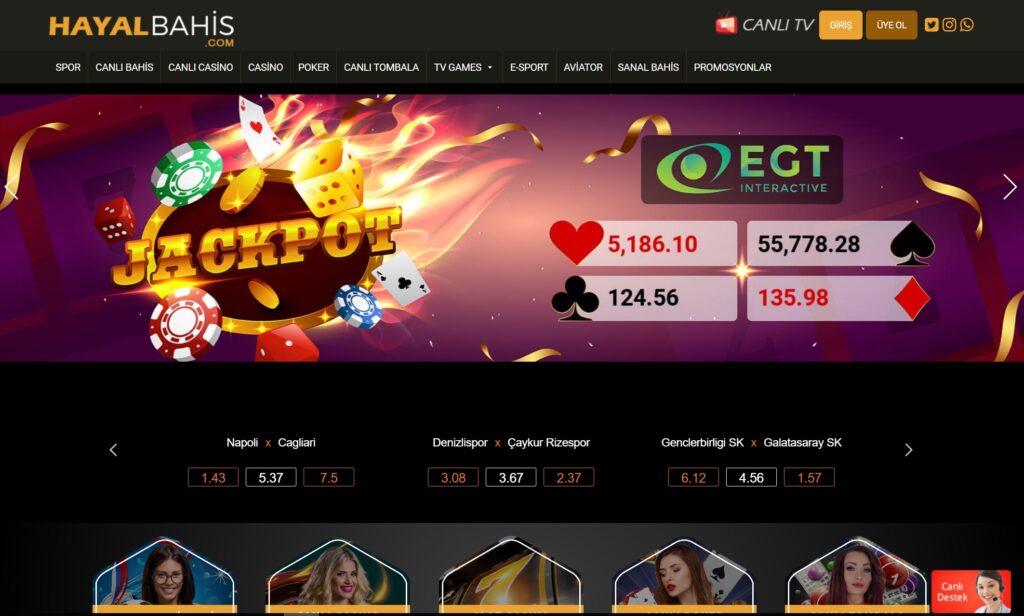 HAYALBAHİS
.COM
CANLI TV
GİRİŞ
ÜYE OL
SPOR
CANLI BAHİS
CANLI CASİNO
CASİNO
POKER
CANLI TOMBALA
TV GAMES
E-SPORT
AVİATOR
SANAL BAHİS
PROMOSYONLAR
JACKPOT
EGT
INTERACTIVE
5,186.10
55,778.28
124.56
135.98
Napoli x Cagliari
1.43 5.37 7.5
Denizlispor x Çaykur Rizespor
3.08 3.67 2.37
Genclerbirligi SK x Galatasaray SK
6.12 4.56 1.57
Canlı
Destek